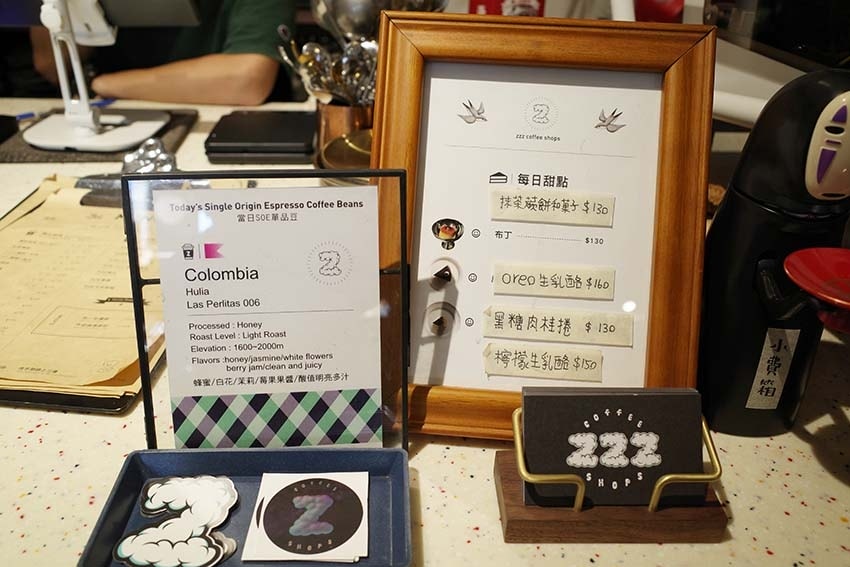 Today's Single Origin Espresso Coffee Beans
當日SOE單品豆
Z
Colombia
Hulia
Las Perlitas 006
Processed : Honey
Roast Level : Light Roast
Elevation : 1600~2000m
Flavors :honey/jasmine/white flowers
berry jam/clean and juicy
蜂蜜/白花/茉莉/莓果果醬/酸值明亮多汁
Z
zzz coffee shops
每日甜點
抹茶蕨餅和菓子 $130
布丁 $130
oreo生乳酪 $160
黑糖肉桂捲 $130
檸檬生乳酪 $150
小費
COFFEE
ZZZ
SHOPS
Z
COFFEE
Z
SHOPS